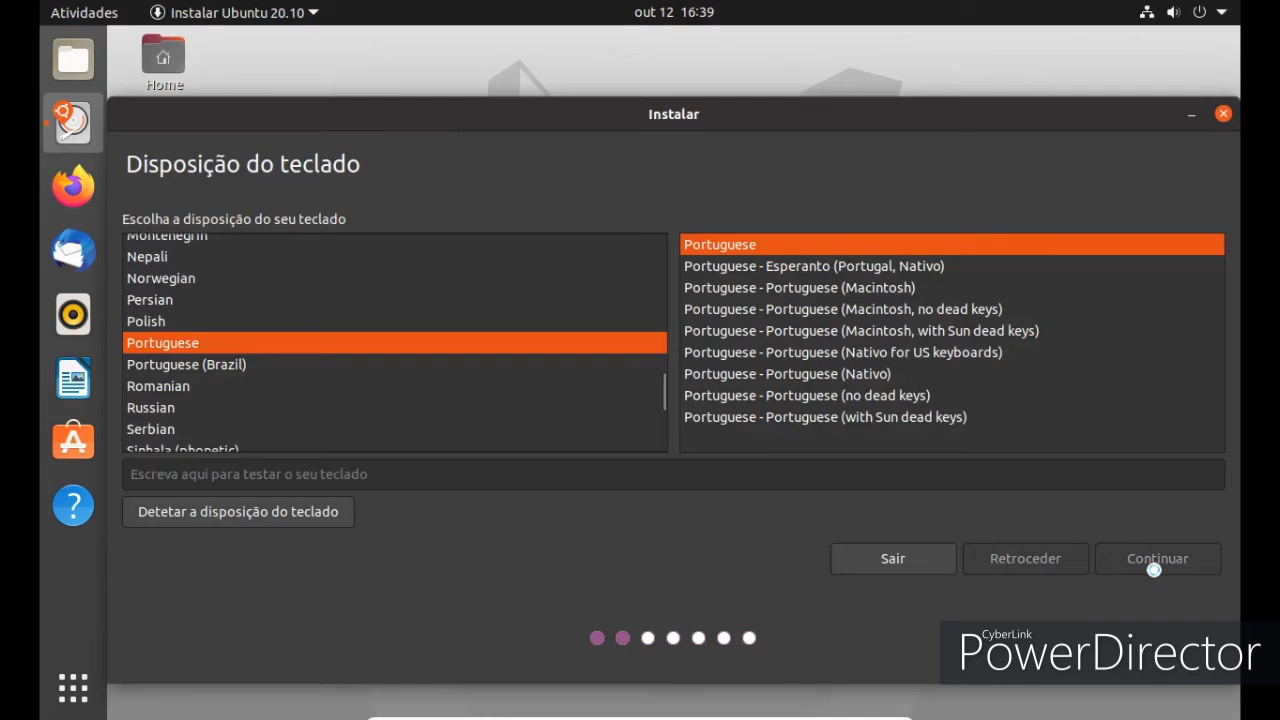 Atividades
Instalar Ubuntu 20.10
out 12 16:39
Home
Instalar
Disposição do teclado
Escolha a disposição do seu teclado
Montenegrin
Nepali
Norwegian
Persian
Polish
Portuguese
Portuguese (Brazil)
Romanian
Russian
Serbian
Sinhala (phonetic)
Portuguese
Portuguese - Esperanto (Portugal, Nativo)
Portuguese - Portuguese (Macintosh)
Portuguese - Portuguese (Macintosh, no dead keys)
Portuguese - Portuguese (Macintosh, with Sun dead keys)
Portuguese - Portuguese (Nativo for US keyboards)
Portuguese - Portuguese (Nativo)
Portuguese - Portuguese (no dead keys)
Portuguese - Portuguese (with Sun dead keys)
Escreva aqui para testar o seu teclado
Detetar a disposição do teclado
Sair
Retroceder
Continuar
CyberLink
PowerDirector